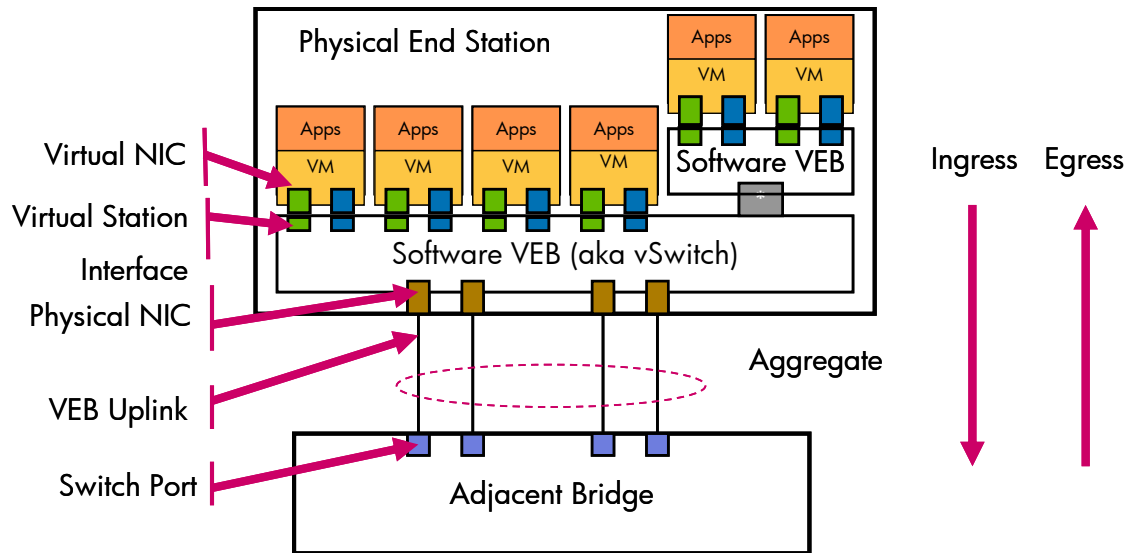 Physical End Station
Apps
Apps
VM
VM
Apps
Apps
Apps
Apps
VM
VM
VM
VM
Virtual NIC
Software VEB
Ingress
Egress
*
Virtual Station
Interface
Software VEB (aka vSwitch)
Physical NIC
Aggregate
VEB Uplink
Switch Port
Adjacent Bridge